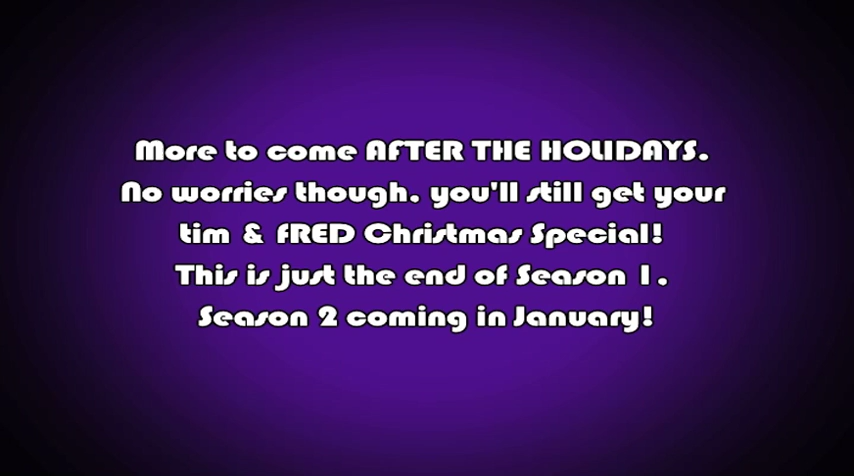 More to come AFTER THE HOLIDAYS.
No worries though, you'll still get your
tim & fRED Christmas Special!
This is just the end of Season 1.
Season 2 coming in January!